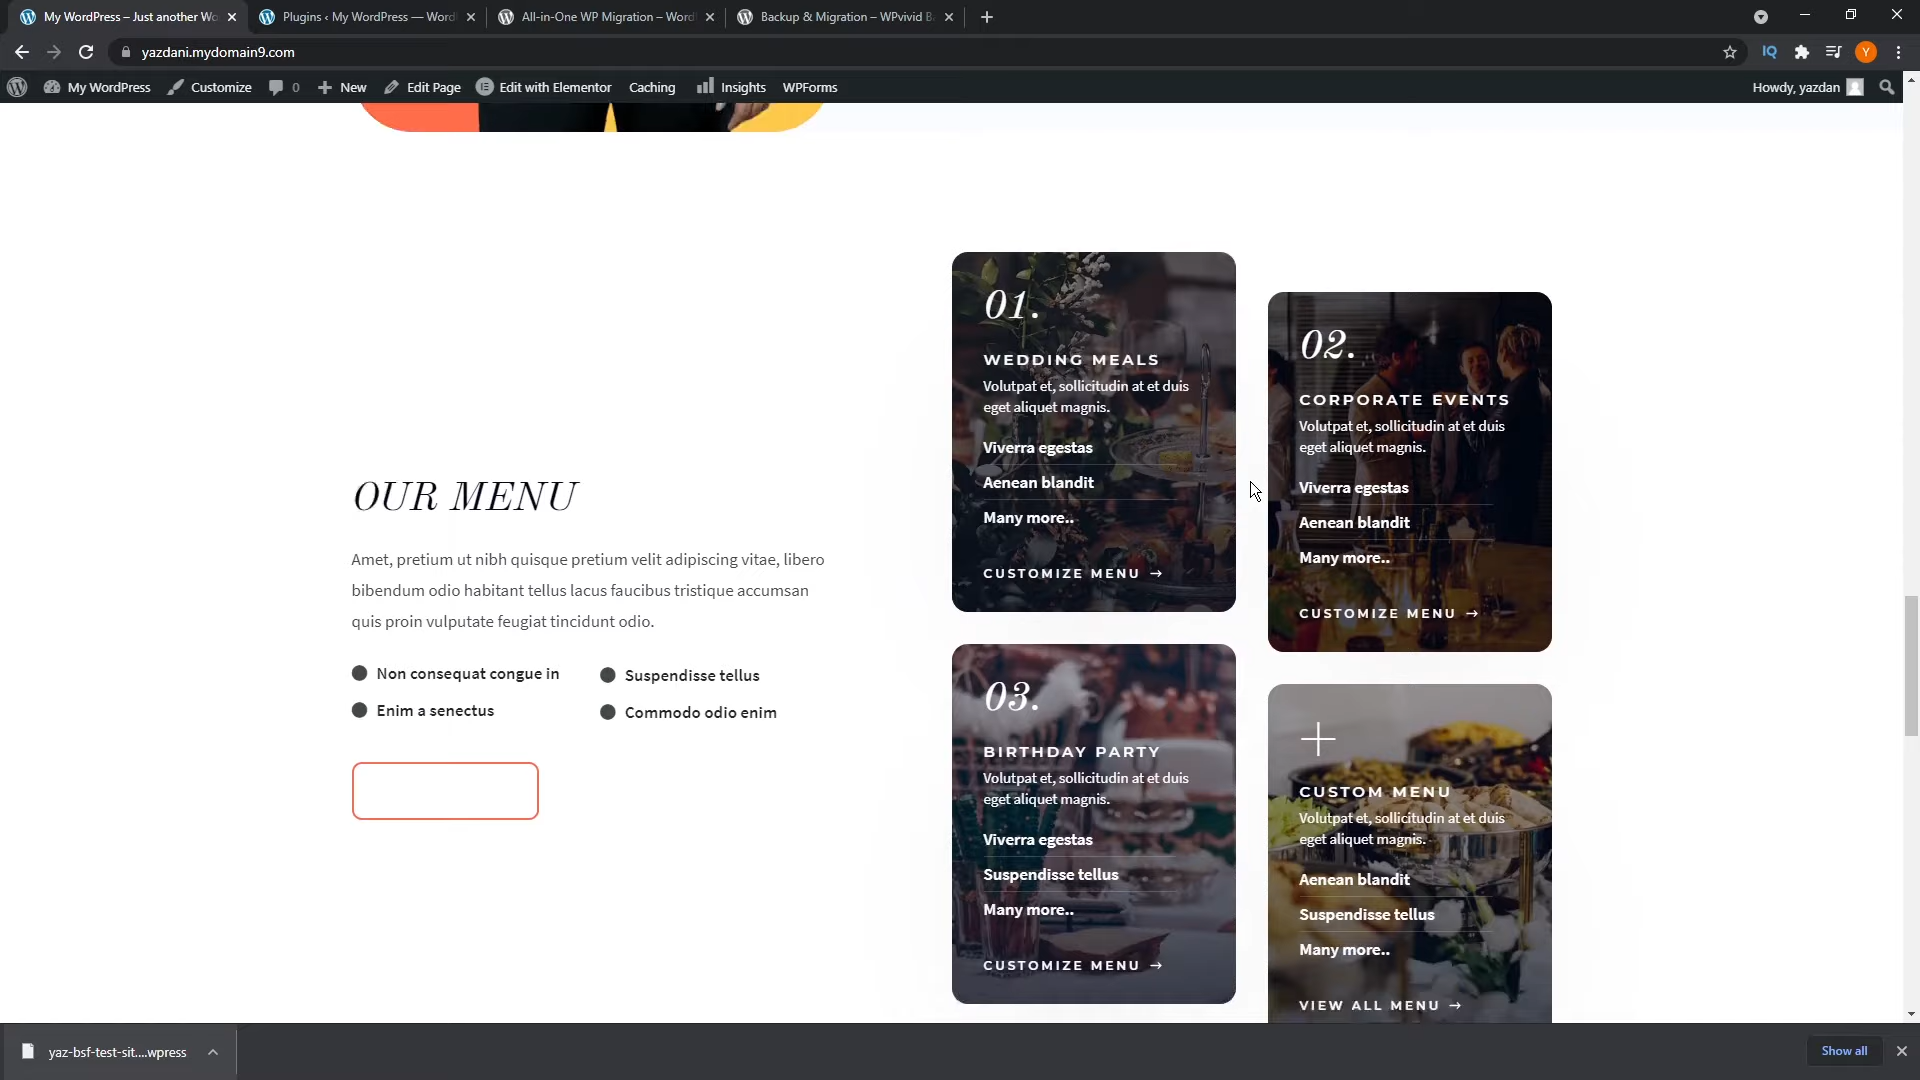 My WordPress – Just another Wo
Plugins ‹ My WordPress — Word
All-in-One WP Migration – Word
Backup & Migration – WPvivid B
yazdani.mydomain9.com
IQ
Y
My WordPress
Customize
0
New
Edit Page
Edit with Elementor
Caching
Insights
WPForms
Howdy, yazdan
OUR MENU
Amet, pretium ut nibh quisque pretium velit adipiscing vitae, libero
bibendum odio habitant tellus lacus faucibus tristique accumsan
quis proin vulputate feugiat tincidunt odio.
Non consequat congue in
Suspendisse tellus
Enim a senectus
Commodo odio enim
01.
WEDDING MEALS
Volutpat et, sollicitudin at et duis
eget aliquet magnis.
Viverra egestas
Aenean blandit
Many more..
CUSTOMIZE MENU →
02.
CORPORATE EVENTS
Volutpat et, sollicitudin at et duis
eget aliquet magnis.
Viverra egestas
Aenean blandit
Many more..
CUSTOMIZE MENU →
03.
BIRTHDAY PARTY
Volutpat et, sollicitudin at et duis
eget aliquet magnis.
Viverra egestas
Suspendisse tellus
Many more..
CUSTOMIZE MENU →
CUSTOM MENU
Volutpat et, sollicitudin at et duis
eget aliquet magnis.
Aenean blandit
Suspendisse tellus
Many more..
VIEW ALL MENU →
yaz-bsf-test-sit....wpress
Show all